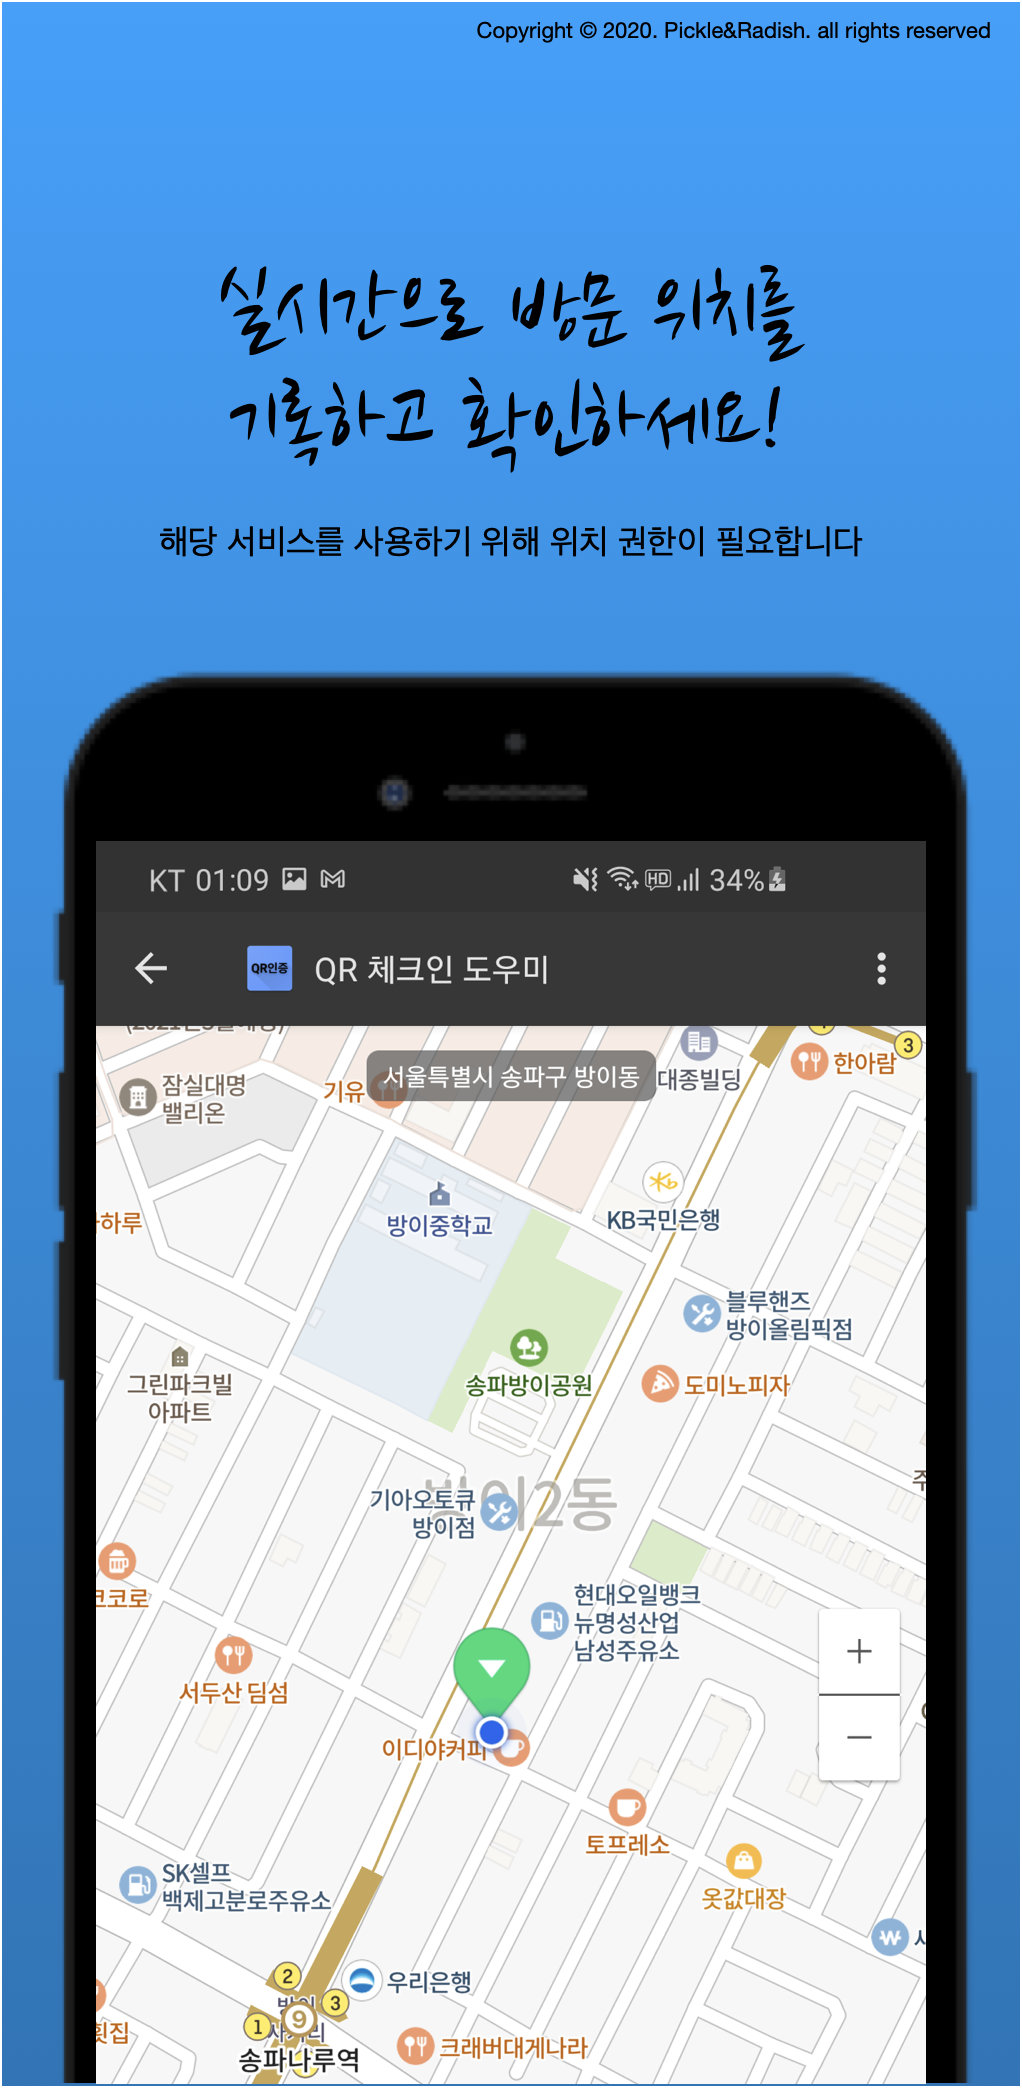 Copyright © 2020. Pickle&Radish. all rights reserved
실시간으로 방문 위치를
기록하고 확인하세요!
해당 서비스를 사용하기 위해 위치 권한이 필요합니다
KT 01:09
HD
34%
QR인증
QR 체크인 도우미
서울특별시 송파구 방이동
대종빌딩
3
한아람
잠실대명
밸리온
기유
하루
방이중학교
KB국민은행
블루핸즈
방이올림픽점
송파방이공원
도미노피자
그린파크빌
아파트
방이2동
기아오토큐
방이점
코로
현대오일뱅크
뉴명성산업
남성주유소
서두산 딤섬
이디야커피
토프레소
SK셀프
백제고분로주유소
옷값대장
2
우리은행
3
1
9
횟집
송파나루역
크래버대게나라